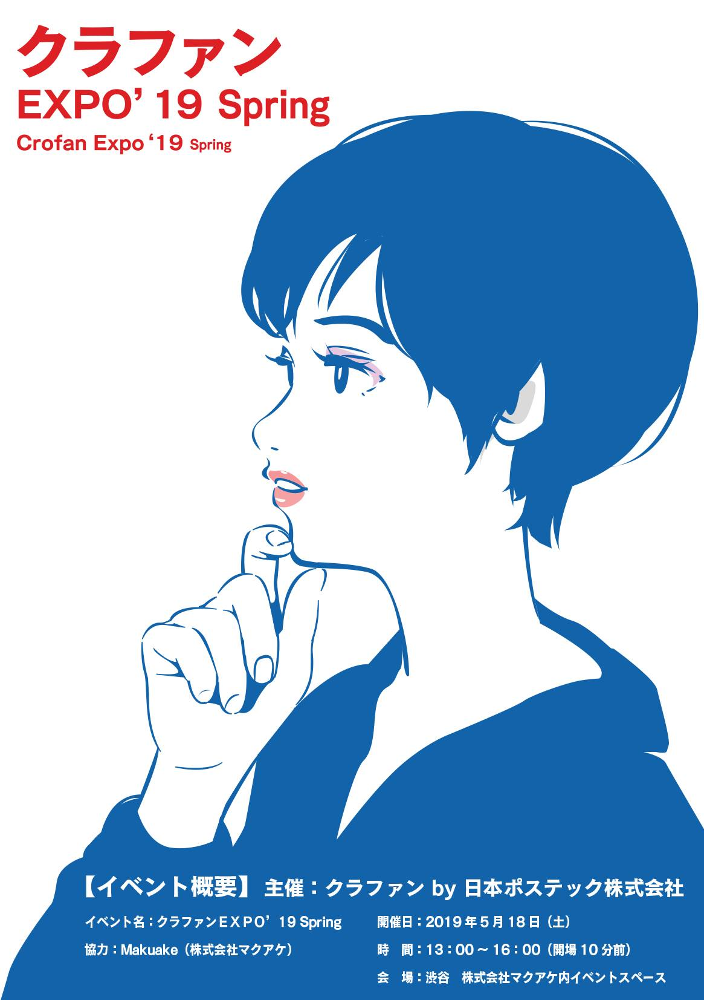 クラファン
EXPO’19 Spring
Crofan Expo ‘19 Spring
【イベント概要】主催：クラファン by 日本ポステック株式会社
イベント名：クラファンＥＸＰＯ’19 Spring
開催日：2019年5月18日（土）
協力：Makuake（株式会社マクアケ）
時　間：13：00～16：00（開場10分前）
会　場：渋谷　株式会社マクアケ内イベントスペース